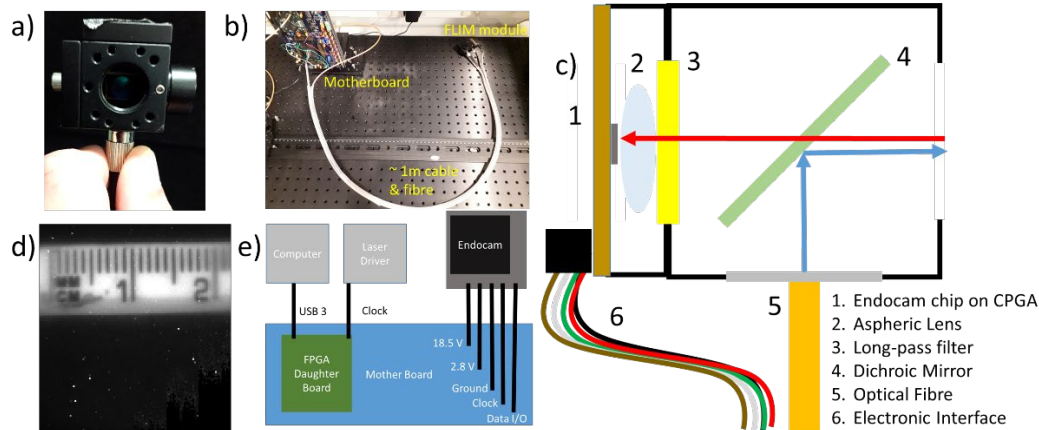 a)
b)
FLIM module
Motherboard
~ 1m cable
& fibre
c)
1
2
3
4
5
6
1. Endocam chip on CPGA
2. Aspheric Lens
3. Long-pass filter
4. Dichroic Mirror
5. Optical Fibre
6. Electronic Interface
d)
MM
CM
1
2
e)
Computer
Laser
Driver
Endocam
USB 3
Clock
FPGA
Daughter
Board
Mother Board
18.5 V
2.8 V
Ground
Clock
Data I/O